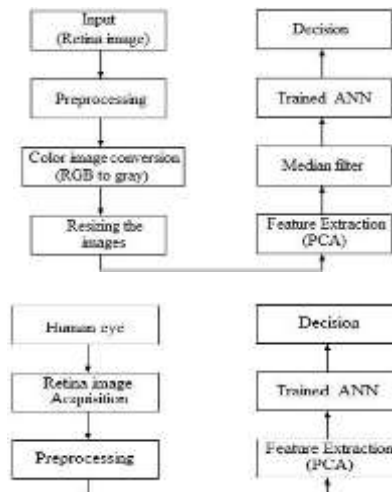 Input
(Retina image)
Preprocessing
Color image conversion
(RGB to gray)
Resizing the
images
Decision
Trained ANN
Median filter
Feature Extraction
(PCA)
Human eye
Retina image
Acquisition
Preprocessing
Decision
Trained ANN
Feature Extraction
(PCA)